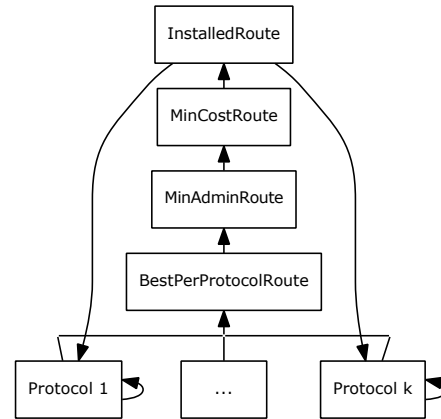 InstalledRoute
MinCostRoute
MinAdminRoute
BestPerProtocolRoute
Protocol 1
...
Protocol k